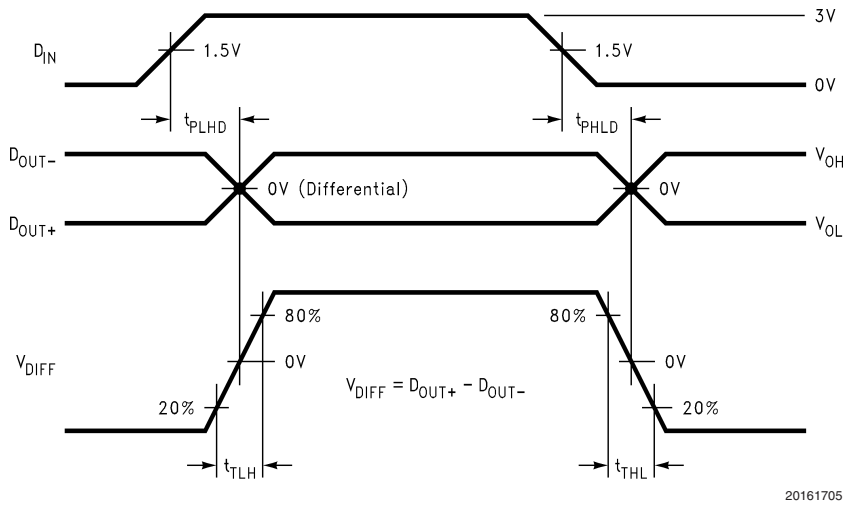 3V
D_IN
1.5V
1.5V
0V
t_PLHD
t_PHLD
D_OUT−
V_OH
0V (Differential)
0V
D_OUT+
V_OL
80%
80%
V_DIFF
0V
0V
V_DIFF = D_OUT+ − D_OUT−
20%
20%
t_TLH
t_THL
20161705